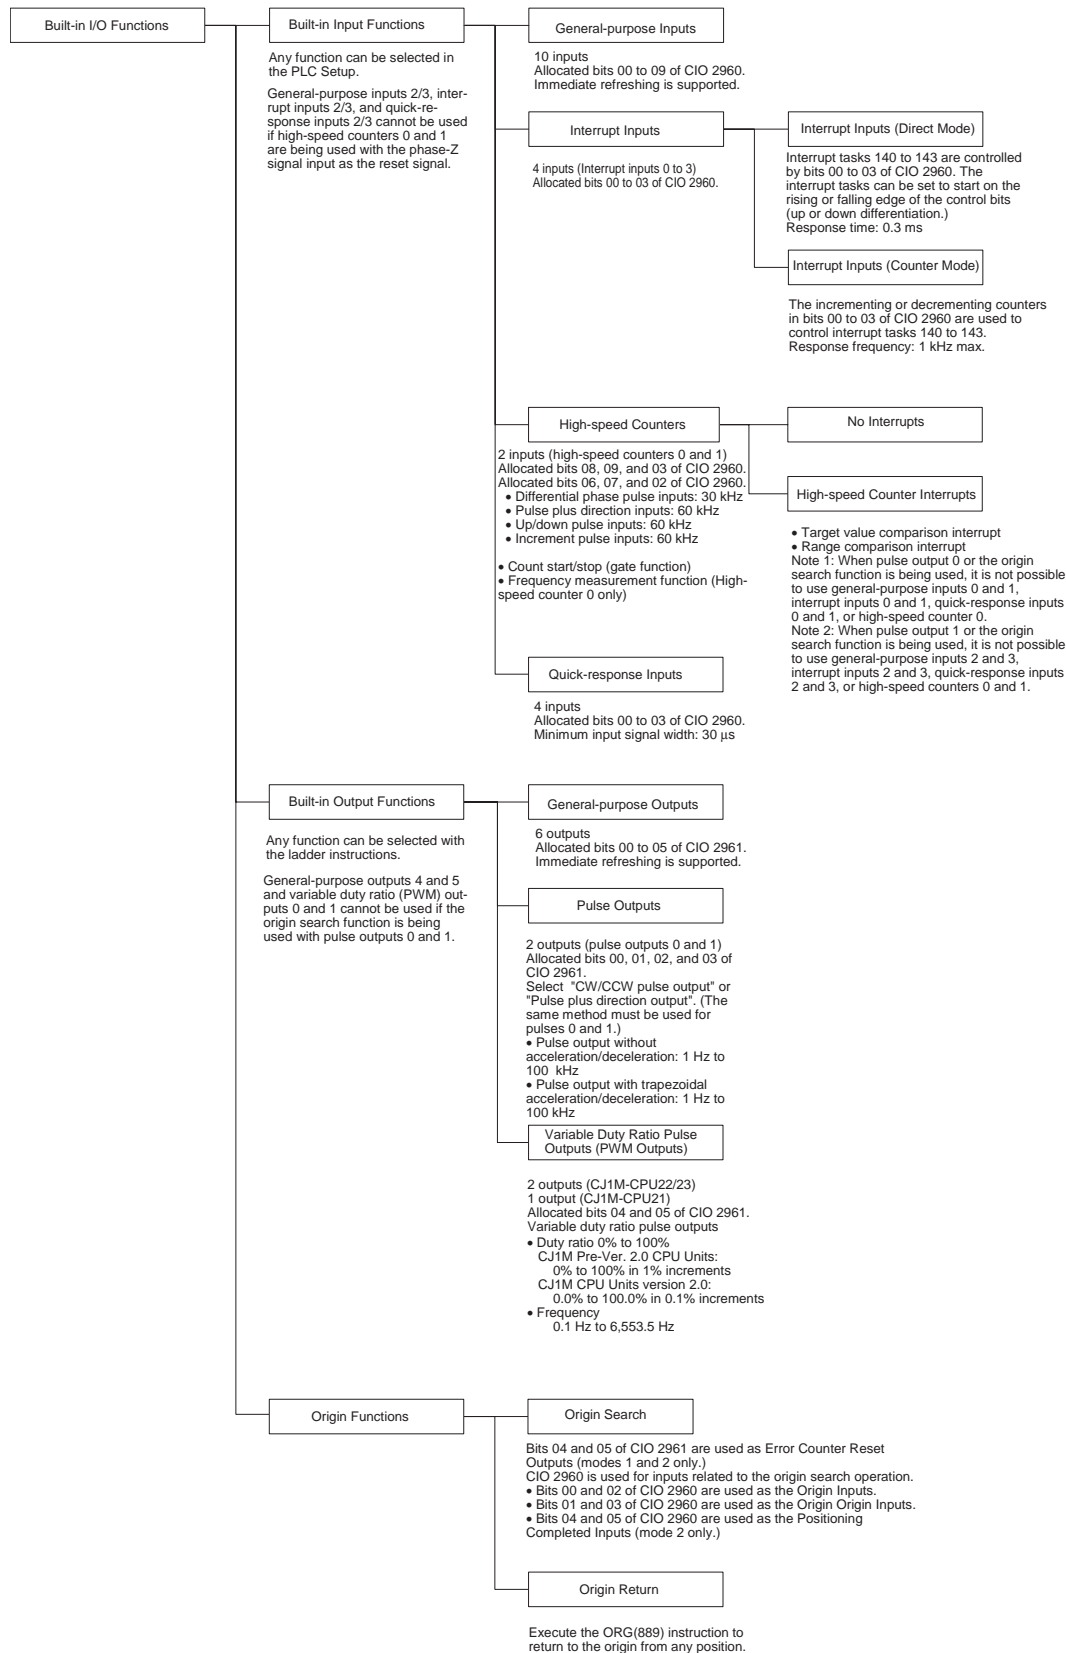 Built-in I/O Functions
Built-in Input Functions
Any function can be selected in
the PLC Setup.
General-purpose inputs 2/3, inter-
rupt inputs 2/3, and quick-re-
sponse inputs 2/3 cannot be used
if high-speed counters 0 and 1
are being used with the phase-Z
signal input as the reset signal.
General-purpose Inputs
10 inputs
Allocated bits 00 to 09 of CIO 2960.
Immediate refreshing is supported.
Interrupt Inputs
4 inputs (Interrupt inputs 0 to 3)
Allocated bits 00 to 03 of CIO 2960.
Interrupt Inputs (Direct Mode)
Interrupt tasks 140 to 143 are controlled
by bits 00 to 03 of CIO 2960. The
interrupt tasks can be set to start on the
rising or falling edge of the control bits
(up or down differentiation.)
Response time: 0.3 ms
Interrupt Inputs (Counter Mode)
The incrementing or decrementing counters
in bits 00 to 03 of CIO 2960 are used to
control interrupt tasks 140 to 143.
Response frequency: 1 kHz max.
High-speed Counters
2 inputs (high-speed counters 0 and 1)
Allocated bits 08, 09, and 03 of CIO 2960.
Allocated bits 06, 07, and 02 of CIO 2960.
• Differential phase pulse inputs: 30 kHz
• Pulse plus direction inputs: 60 kHz
• Up/down pulse inputs: 60 kHz
• Increment pulse inputs: 60 kHz
• Count start/stop (gate function)
• Frequency measurement function (High-
speed counter 0 only)
No Interrupts
High-speed Counter Interrupts
• Target value comparison interrupt
• Range comparison interrupt
Note 1: When pulse output 0 or the origin
search function is being used, it is not possible
to use general-purpose inputs 0 and 1,
interrupt inputs 0 and 1, quick-response inputs
0 and 1, or high-speed counter 0.
Note 2: When pulse output 1 or the origin
search function is being used, it is not possible
to use general-purpose inputs 2 and 3,
interrupt inputs 2 and 3, quick-response inputs
2 and 3, or high-speed counters 0 and 1.
Quick-response Inputs
4 inputs
Allocated bits 00 to 03 of CIO 2960.
Minimum input signal width: 30 μs
Built-in Output Functions
Any function can be selected with
the ladder instructions.
General-purpose outputs 4 and 5
and variable duty ratio (PWM) out-
puts 0 and 1 cannot be used if the
origin search function is being
used with pulse outputs 0 and 1.
General-purpose Outputs
6 outputs
Allocated bits 00 to 05 of CIO 2961.
Immediate refreshing is supported.
Pulse Outputs
2 outputs (pulse outputs 0 and 1)
Allocated bits 00, 01, 02, and 03 of
CIO 2961.
Select "CW/CCW pulse output" or
"Pulse plus direction output". (The
same method must be used for
pulses 0 and 1.)
• Pulse output without
acceleration/deceleration: 1 Hz to
100 kHz
• Pulse output with trapezoidal
acceleration/deceleration: 1 Hz to
100 kHz
Variable Duty Ratio Pulse
Outputs (PWM Outputs)
2 outputs (CJ1M-CPU22/23)
1 output (CJ1M-CPU21)
Allocated bits 04 and 05 of CIO 2961.
Variable duty ratio pulse outputs
• Duty ratio 0% to 100%
CJ1M Pre-Ver. 2.0 CPU Units:
0% to 100% in 1% increments
CJ1M CPU Units version 2.0:
0.0% to 100.0% in 0.1% increments
• Frequency
0.1 Hz to 6,553.5 Hz
Origin Functions
Origin Search
Bits 04 and 05 of CIO 2961 are used as Error Counter Reset
Outputs (modes 1 and 2 only.)
CIO 2960 is used for inputs related to the origin search operation.
• Bits 00 and 02 of CIO 2960 are used as the Origin Inputs.
• Bits 01 and 03 of CIO 2960 are used as the Origin Origin Inputs.
• Bits 04 and 05 of CIO 2960 are used as the Positioning
Completed Inputs (mode 2 only.)
Origin Return
Execute the ORG(889) instruction to
return to the origin from any position.